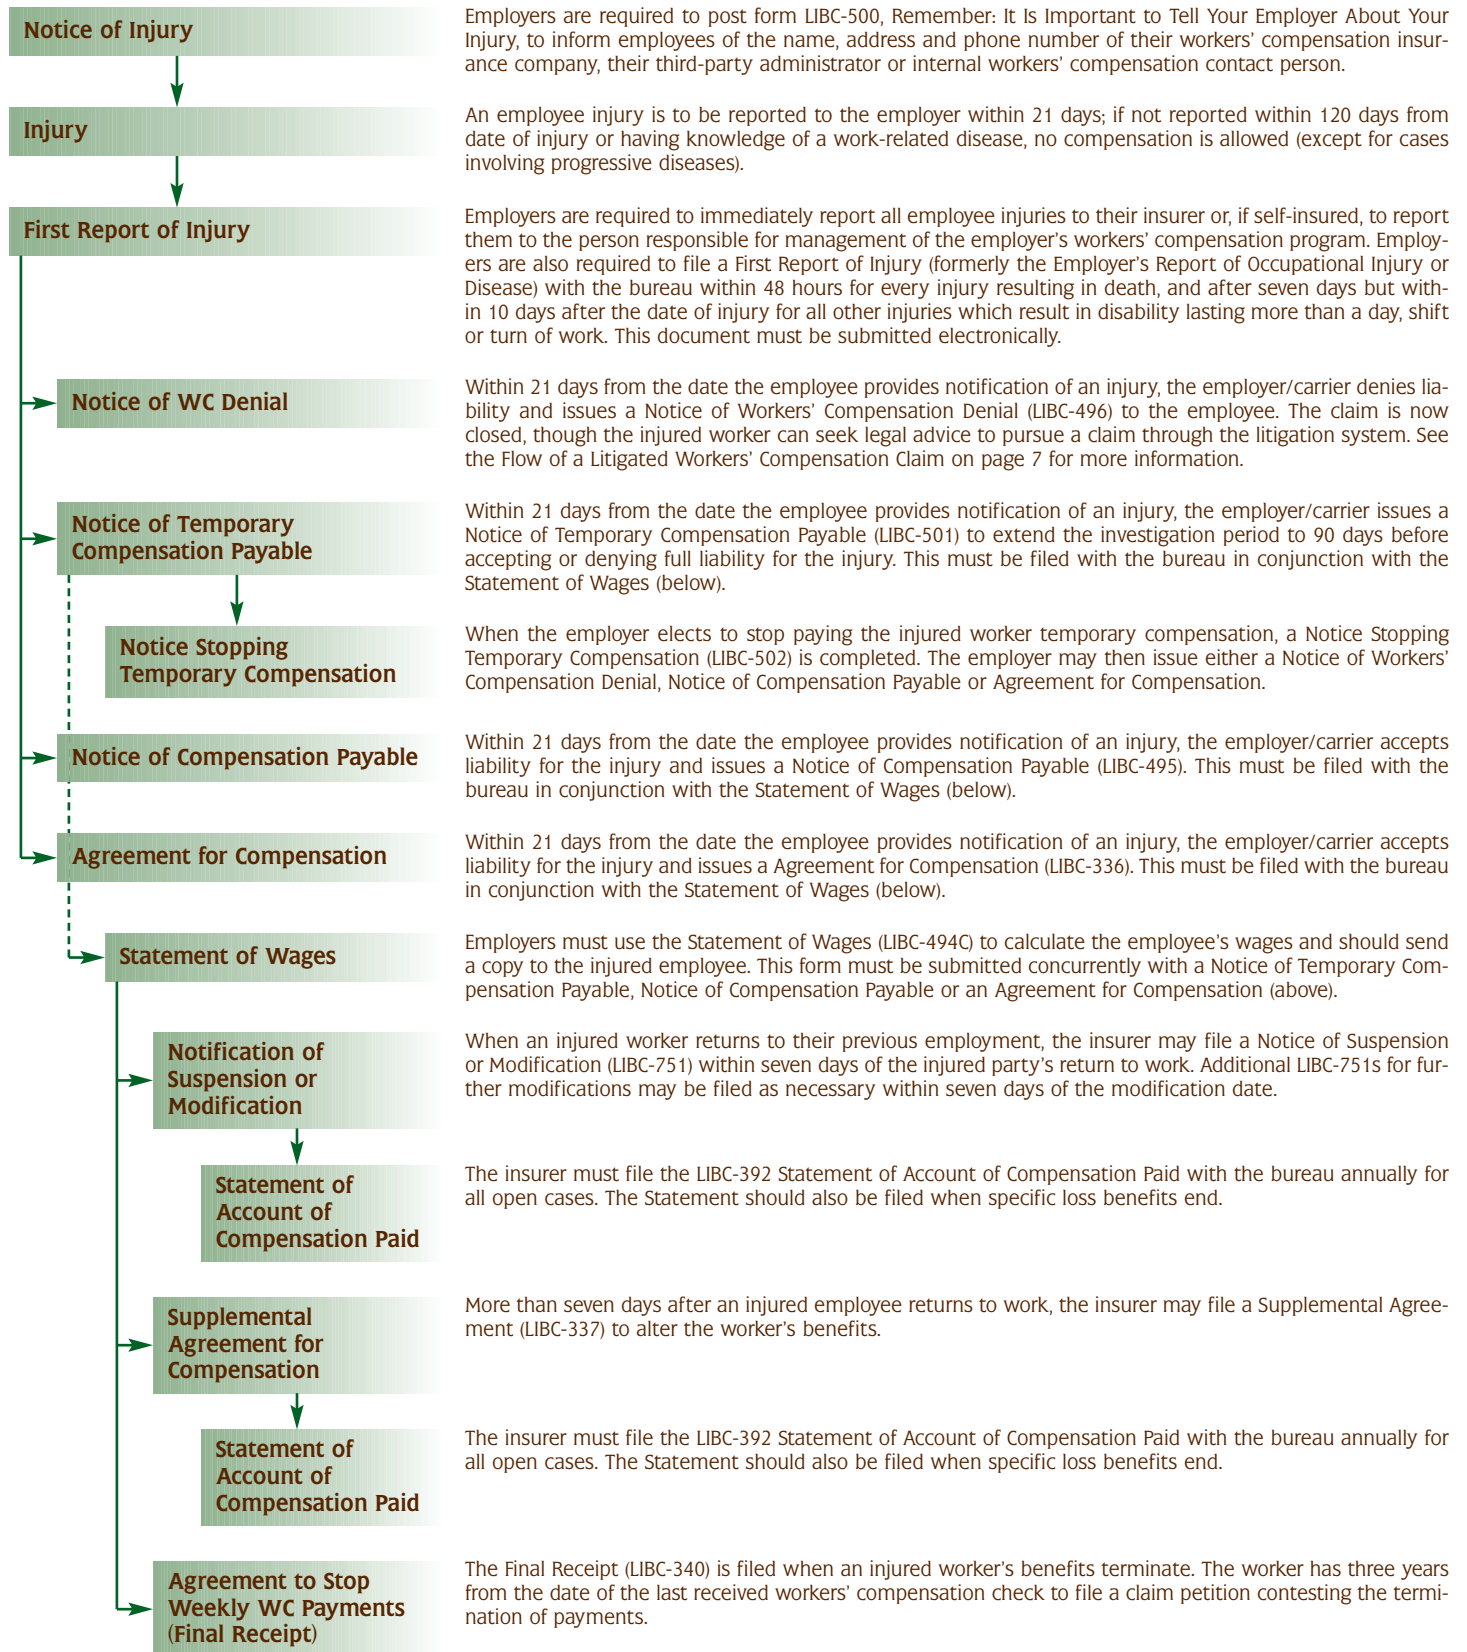 Notice of Injury
Employers are required to post form LIBC-500, Remember: It Is Important to Tell Your Employer About Your
Injury, to inform employees of the name, address and phone number of their workers' compensation insur-
ance company, their third-party administrator or internal workers' compensation contact person.
Injury
An employee injury is to be reported to the employer within 21 days; if not reported within 120 days from
date of injury or having knowledge of a work-related disease, no compensation is allowed (except for cases
involving progressive diseases).
First Report of Injury
Employers are required to immediately report all employee injuries to their insurer or, if self-insured, to report
them to the person responsible for management of the employer's workers' compensation program. Employ-
ers are also required to file a First Report of Injury (formerly the Employer's Report of Occupational Injury or
Disease) with the bureau within 48 hours for every injury resulting in death, and after seven days but with-
in 10 days after the date of injury for all other injuries which result in disability lasting more than a day, shift
or turn of work. This document must be submitted electronically.
Notice of WC Denial
Within 21 days from the date the employee provides notification of an injury, the employer/carrier denies lia-
bility and issues a Notice of Workers' Compensation Denial (LIBC-496) to the employee. The claim is now
closed, though the injured worker can seek legal advice to pursue a claim through the litigation system. See
the Flow of a Litigated Workers' Compensation Claim on page 7 for more information.
Notice of Temporary
Compensation Payable
Within 21 days from the date the employee provides notification of an injury, the employer/carrier issues a
Notice of Temporary Compensation Payable (LIBC-501) to extend the investigation period to 90 days before
accepting or denying full liability for the injury. This must be filed with the bureau in conjunction with the
Statement of Wages (below).
Notice Stopping
Temporary Compensation
When the employer elects to stop paying the injured worker temporary compensation, a Notice Stopping
Temporary Compensation (LIBC-502) is completed. The employer may then issue either a Notice of Workers'
Compensation Denial, Notice of Compensation Payable or Agreement for Compensation.
Notice of Compensation Payable
Within 21 days from the date the employee provides notification of an injury, the employer/carrier accepts
liability for the injury and issues a Notice of Compensation Payable (LIBC-495). This must be filed with the
bureau in conjunction with the Statement of Wages (below).
Agreement for Compensation
Within 21 days from the date the employee provides notification of an injury, the employer/carrier accepts
liability for the injury and issues a Agreement for Compensation (LIBC-336). This must be filed with the bureau
in conjunction with the Statement of Wages (below).
Statement of Wages
Employers must use the Statement of Wages (LIBC-494C) to calculate the employee's wages and should send
a copy to the injured employee. This form must be submitted concurrently with a Notice of Temporary Com-
pensation Payable, Notice of Compensation Payable or an Agreement for Compensation (above).
Notification of
Suspension or
Modification
When an injured worker returns to their previous employment, the insurer may file a Notice of Suspension
or Modification (LIBC-751) within seven days of the injured party's return to work. Additional LIBC-751s for fur-
ther modifications may be filed as necessary within seven days of the modification date.
Statement of
Account of
Compensation Paid
The insurer must file the LIBC-392 Statement of Account of Compensation Paid with the bureau annually for
all open cases. The Statement should also be filed when specific loss benefits end.
Supplemental
Agreement for
Compensation
More than seven days after an injured employee returns to work, the insurer may file a Supplemental Agree-
ment (LIBC-337) to alter the worker's benefits.
Statement of
Account of
Compensation Paid
The insurer must file the LIBC-392 Statement of Account of Compensation Paid with the bureau annually for
all open cases. The Statement should also be filed when specific loss benefits end.
Agreement to Stop
Weekly WC Payments
(Final Receipt)
The Final Receipt (LIBC-340) is filed when an injured worker's benefits terminate. The worker has three years
from the date of the last received workers' compensation check to file a claim petition contesting the termi-
nation of payments.